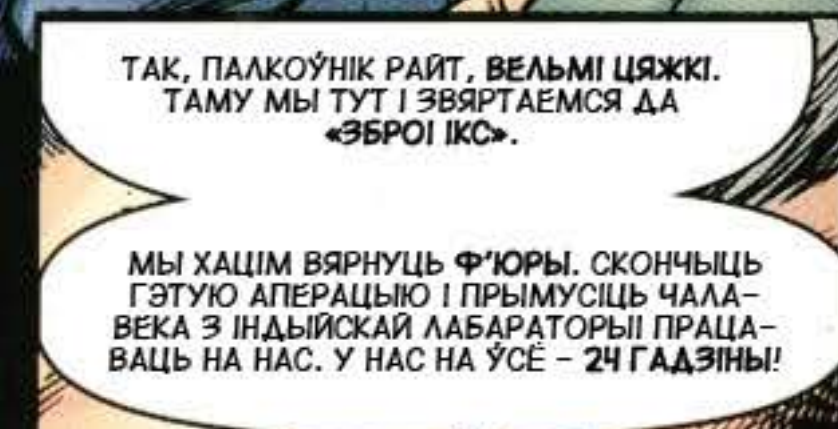 ТАК, ПАЛКОЎНІК РАЙТ, ВЕЛЬМІ ЦЯЖКІ.
ТАМУ МЫ ТУТ І ЗВЯРТАЕМСЯ ДА
«ЗБРОІ ІКС».
МЫ ХАЦІМ ВЯРНУЦЬ Ф'ЮРЫ. СКОНЧЫЦЬ
ГЭТУЮ АПЕРАЦЫЮ І ПРЫМУСІЦЬ ЧАЛА-
ВЕКА З ІНДЫЙСКАЙ ЛАБАРАТОРЫІ ПРАЦА-
ВАЦЬ НА НАС. У НАС НА ЎСЁ – 24 ГАДЗІНЫ!